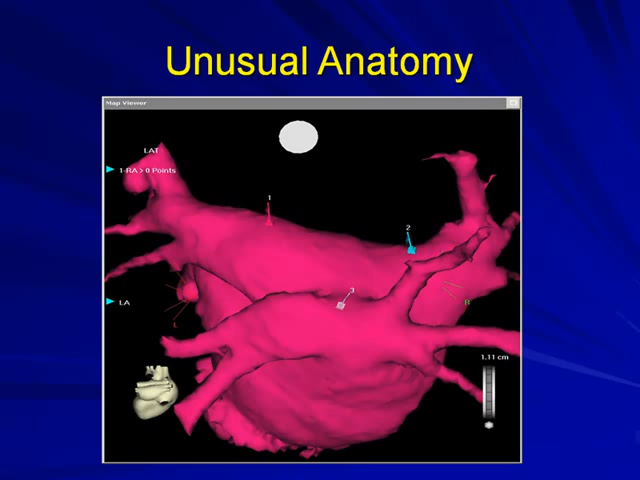 Unusual Anatomy
Map Viewer
LAT
1-RA > 0 Points
1
2
3
LA
L
R
1.11 cm